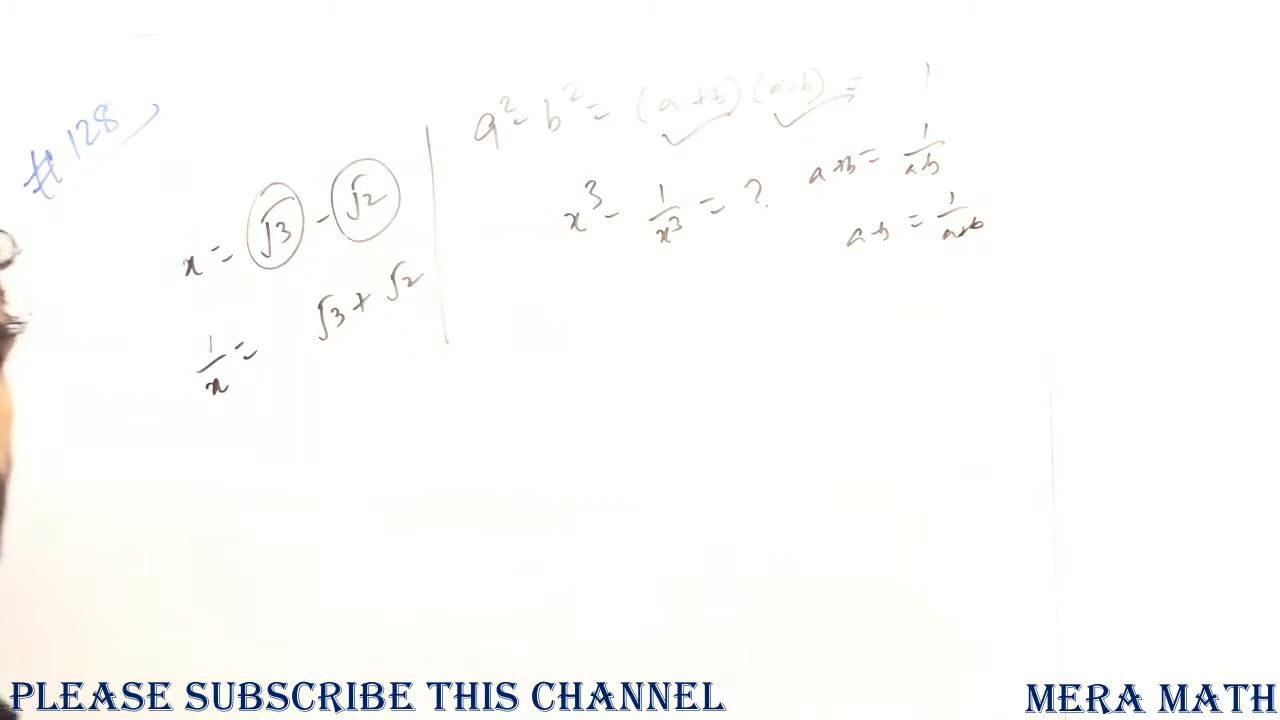 #128
a² - b² = (a+b)(a-b) = 1
x = √3 - √2
x³ - 1/x³ = ?
a+b = 1/a-b
a-b = 1/a+b
1/x = √3 + √2
PLEASE SUBSCRIBE THIS CHANNEL
MERA MATH